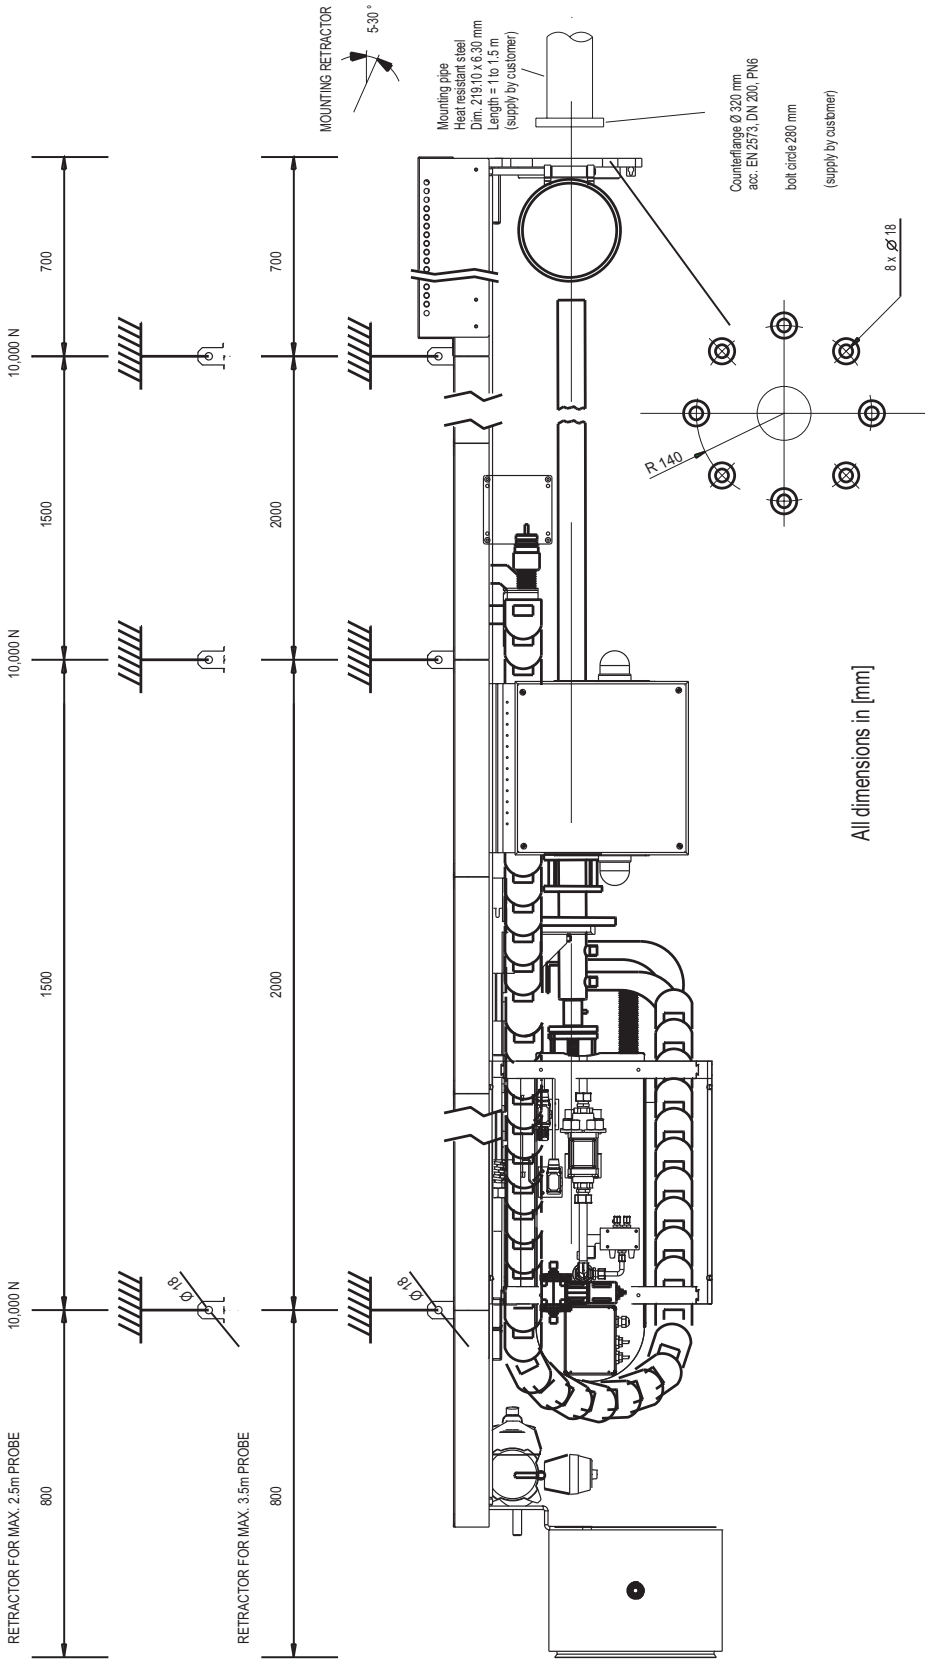 RETRACTOR FOR MAX. 2.5m PROBE
800
10,000 N
1500
10,000 N
1500
10,000 N
700
Ø 18
RETRACTOR FOR MAX. 3.5m PROBE
800
2000
2000
700
Ø 18
MOUNTING RETRACTOR
5-30 °
Mounting pipe
Heat resistant steel
Dim. 219.10 x 6.30 mm
Length = 1 to 1.5 m
(supply by customer)
Counterflange Ø 320 mm
acc. EN 2573, DN 200, PN6
bolt circle 280 mm
(supply by customer)
8 x Ø 18
R 140
All dimensions in [mm]